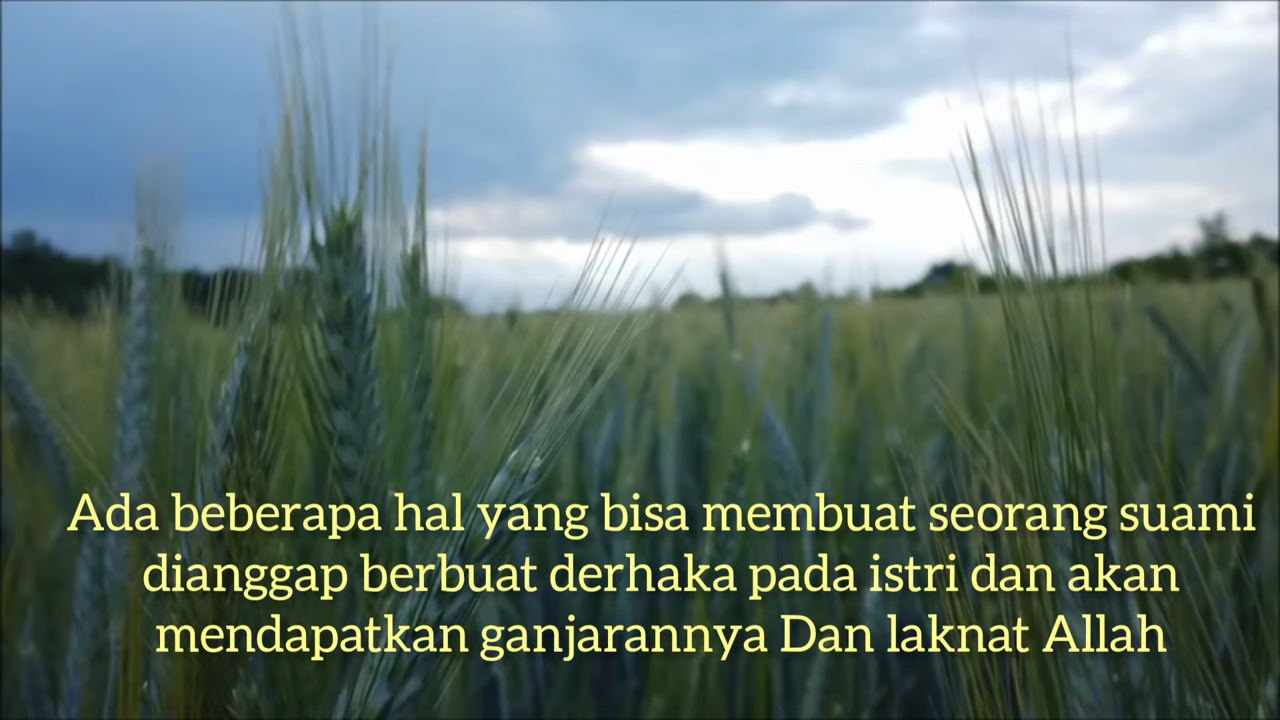 Ada beberapa hal yang bisa membuat seorang suami
dianggap berbuat derhaka pada istri dan akan
mendapatkan ganjarannya Dan laknat Allah